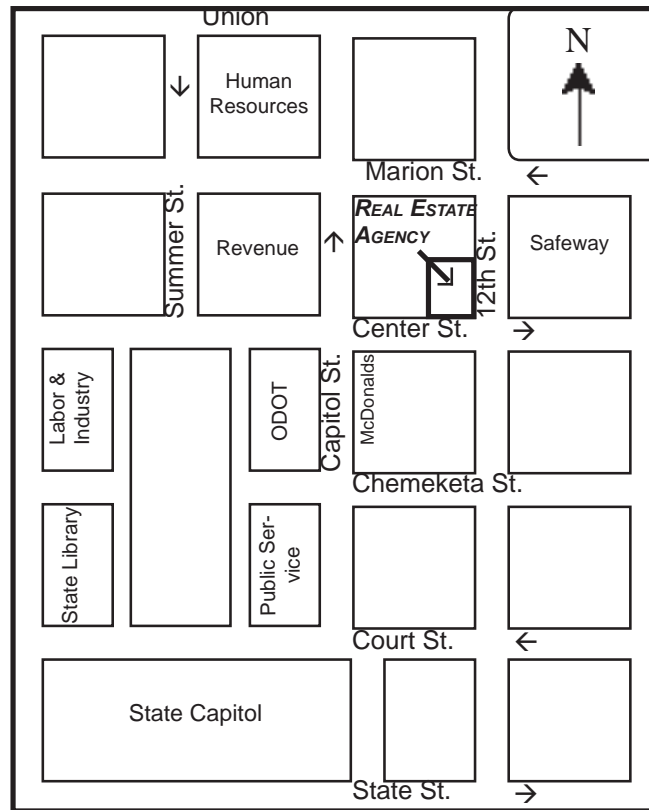 Union
N
Human
Resources
Marion St.
Summer St.
REAL ESTATE
AGENCY
Revenue
12th St.
Safeway
Center St.
Labor &
Industry
ODOT
Capitol St.
McDonalds
Chemeketa St.
State Library
Public Ser-
vice
Court St.
State Capitol
State St.